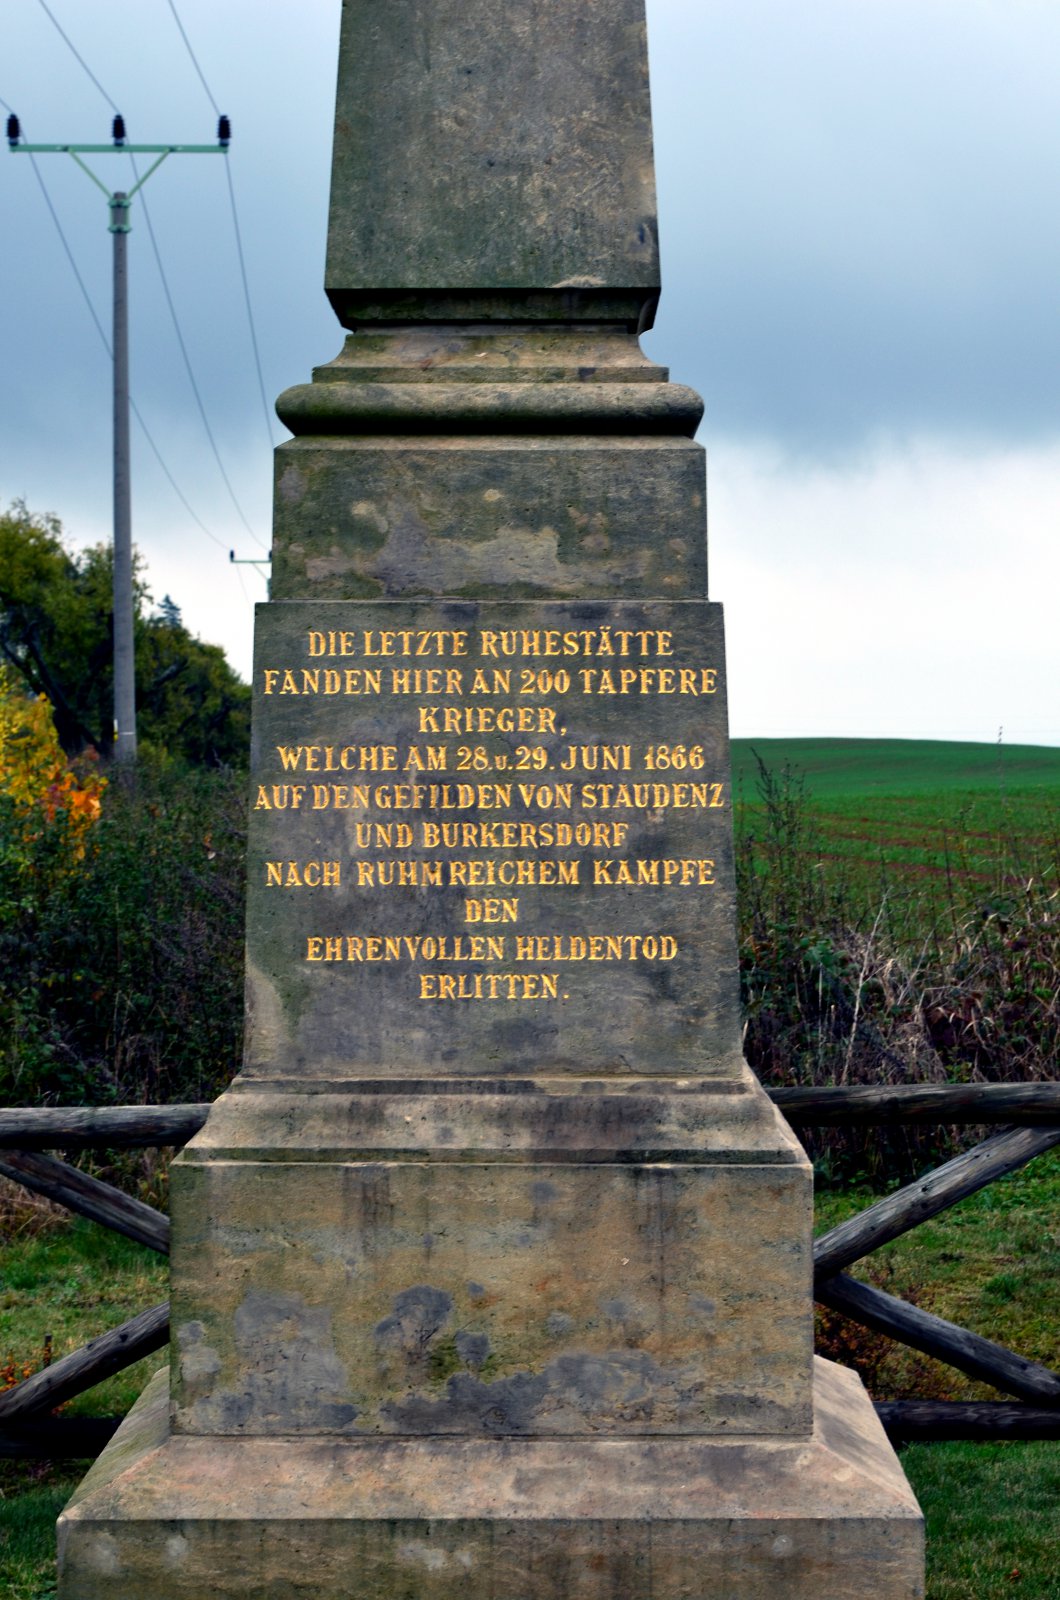 DIE LETZTE RUHESTÄTTE
FANDEN HIER AN 200 TAPFERE
KRIEGER,
WELCHE AM 28. u. 29. JUNI 1866
AUF DEN GEFILDEN VON STAUDENZ
UND BURKERSDORF
NACH RUHMREICHEM KAMPFE
DEN
EHRENVOLLEN HELDENTOD
ERLITTEN.